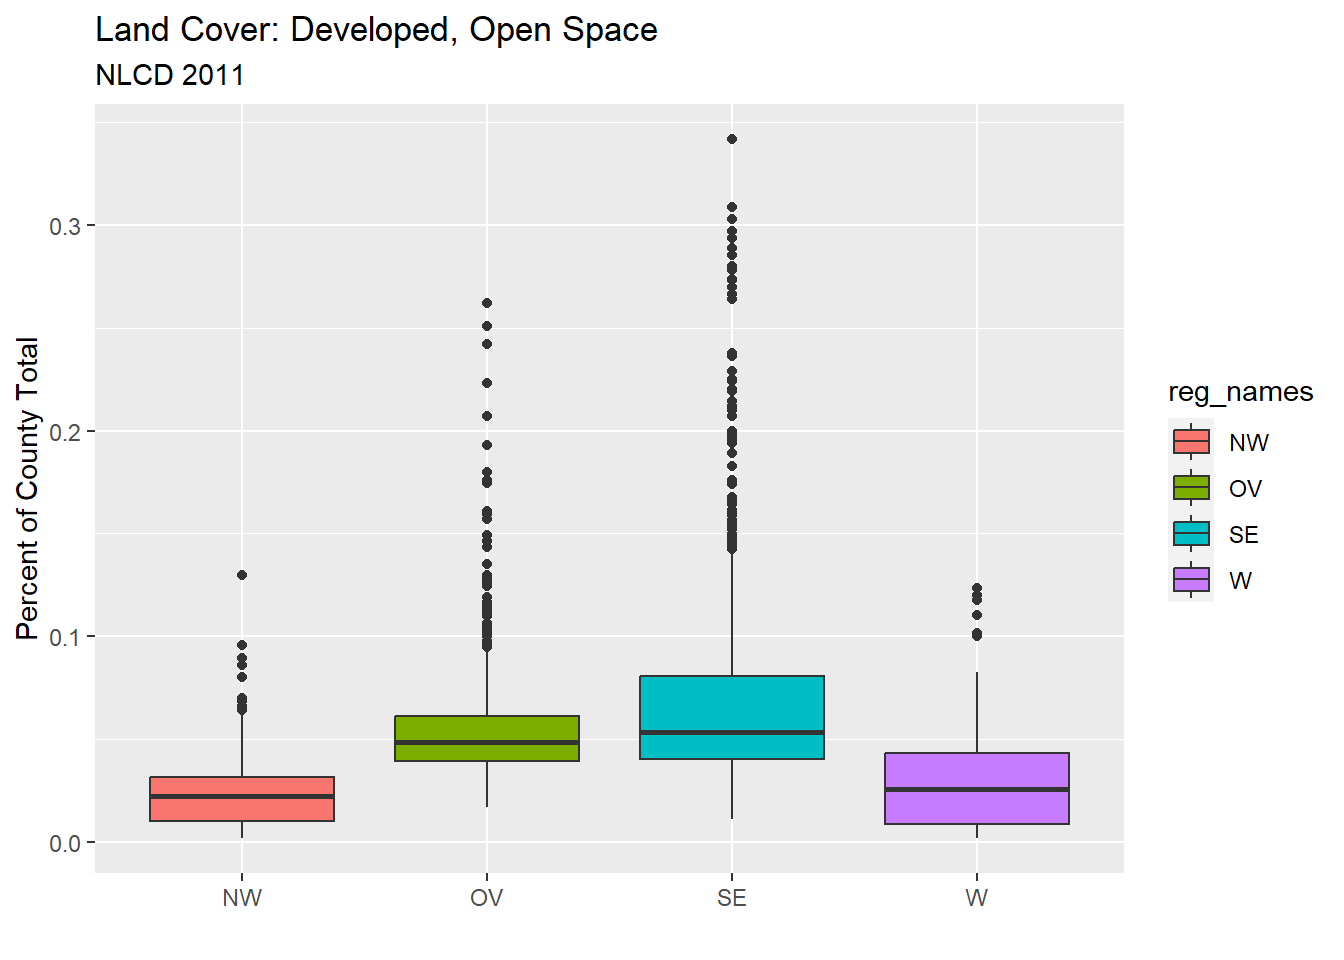 Land Cover: Developed, Open Space
NLCD 2011
Percent of County Total
0.3
0.2
0.1
0.0
NW
OV
SE
W
reg_names
NW
OV
SE
W